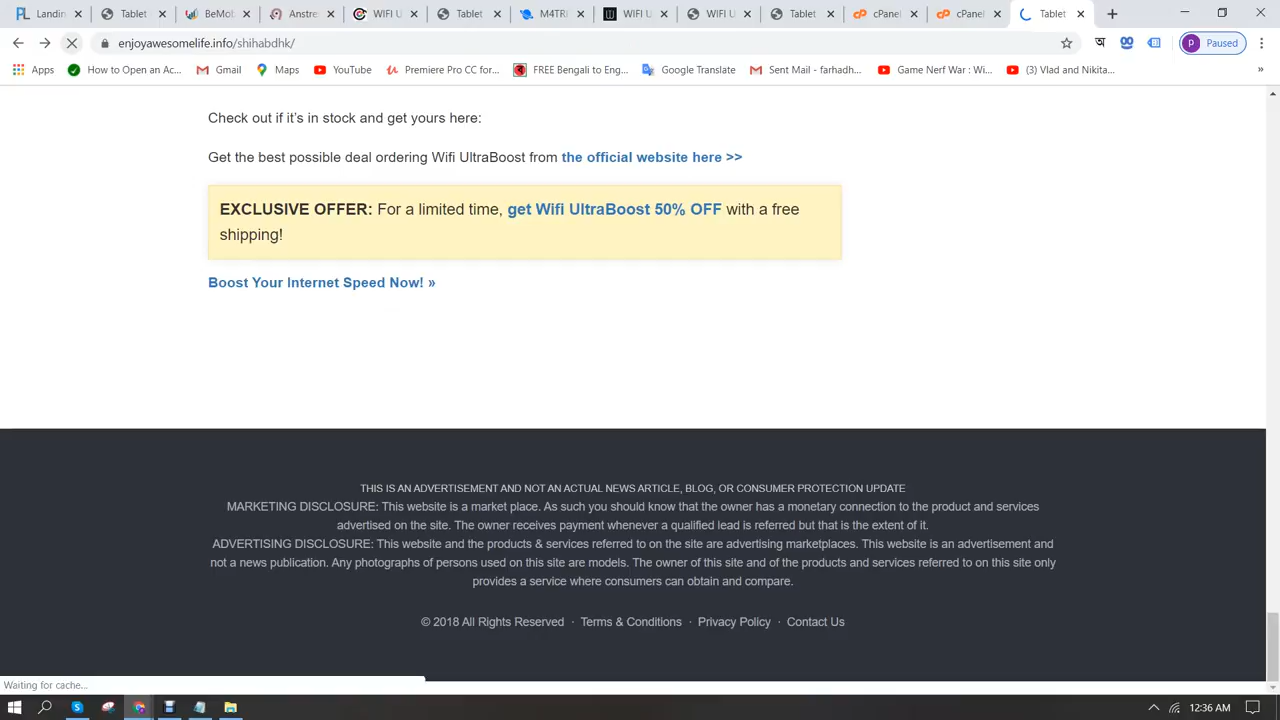 Landin
Tablet
BeMob
Anstre
WIFI U
Tablet
M4TRI
WIFI U
WIFI U
Tablet
cPanel
cPanel
Tablet
enjoyawesomelife.info/shihabdhk/
অ
P Paused
Apps
How to Open an Ac...
Gmail
Maps
YouTube
Premiere Pro CC for...
FREE Bengali to Eng...
Google Translate
Sent Mail - farhadh...
Game Nerf War : Wi...
(3) Vlad and Nikita...
»
Check out if it's in stock and get yours here:
Get the best possible deal ordering Wifi UltraBoost from the official website here >>
EXCLUSIVE OFFER: For a limited time, get Wifi UltraBoost 50% OFF with a free
shipping!
Boost Your Internet Speed Now! »
THIS IS AN ADVERTISEMENT AND NOT AN ACTUAL NEWS ARTICLE, BLOG, OR CONSUMER PROTECTION UPDATE
MARKETING DISCLOSURE: This website is a market place. As such you should know that the owner has a monetary connection to the product and services
advertised on the site. The owner receives payment whenever a qualified lead is referred but that is the extent of it.
ADVERTISING DISCLOSURE: This website and the products & services referred to on the site are advertising marketplaces. This website is an advertisement and
not a news publication. Any photographs of persons used on this site are models. The owner of this site and of the products and services referred to on this site only
provides a service where consumers can obtain and compare.
© 2018 All Rights Reserved · Terms & Conditions · Privacy Policy · Contact Us
Waiting for cache...
12:36 AM